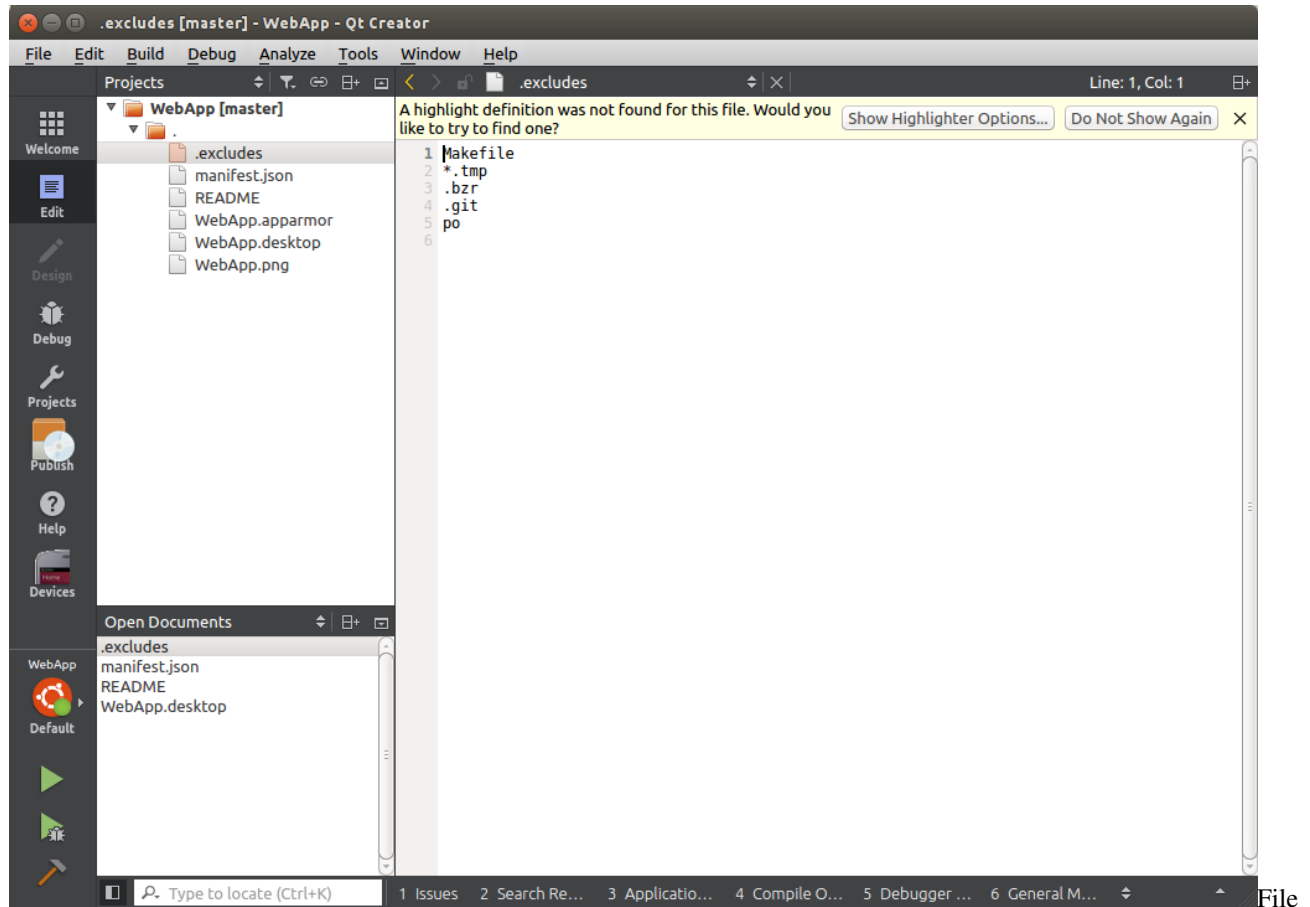 .excludes [master] - WebApp - Qt Creator
File Edit Build Debug Analyze Tools Window Help
Projects
.excludes
Line: 1, Col: 1
Welcome
Edit
Design
Debug
Projects
Publish
Help
Devices
WebApp
Default
WebApp [master]
.
.excludes
manifest.json
README
WebApp.apparmor
WebApp.desktop
WebApp.png
A highlight definition was not found for this file. Would you
like to try to find one?
Show Highlighter Options...
Do Not Show Again
1 Makefile
2 *.tmp
3 .bzr
4 .git
5 po
6
Open Documents
.excludes
manifest.json
README
WebApp.desktop
Type to locate (Ctrl+K)
1 Issues 2 Search Re... 3 Applicatio... 4 Compile O... 5 Debugger ... 6 General M...
File